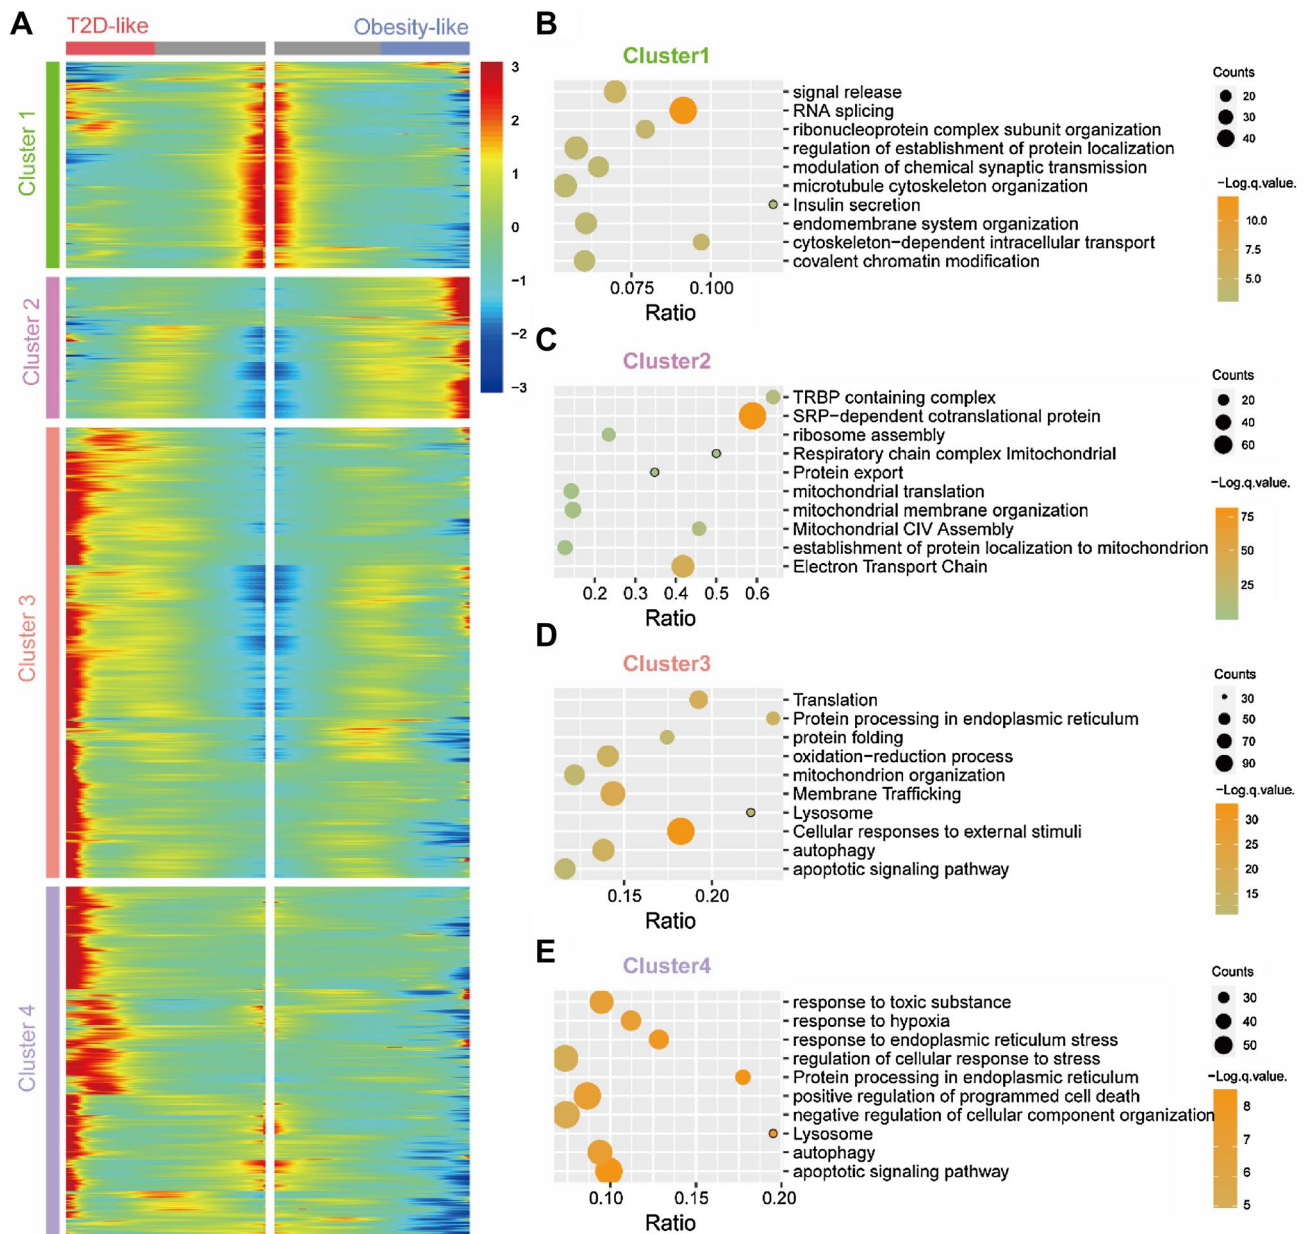 A
T2D-like
Obesity-like
Cluster 1
Cluster 2
Cluster 3
Cluster 4
3
2
1
0
−1
−2
−3
B
Cluster1
signal release
RNA splicing
ribonucleoprotein complex subunit organization
regulation of establishment of protein localization
modulation of chemical synaptic transmission
microtubule cytoskeleton organization
Insulin secretion
endomembrane system organization
cytoskeleton−dependent intracellular transport
covalent chromatin modification
0.075 0.100
Ratio
Counts
20
30
40
−Log.q.value.
10.0
7.5
5.0
C
Cluster2
TRBP containing complex
SRP−dependent cotranslational protein
ribosome assembly
Respiratory chain complex Imitochondrial
Protein export
mitochondrial translation
mitochondrial membrane organization
Mitochondrial CIV Assembly
establishment of protein localization to mitochondrion
Electron Transport Chain
0.2 0.3 0.4 0.5 0.6
Ratio
Counts
20
40
60
−Log.q.value.
75
50
25
D
Cluster3
Translation
Protein processing in endoplasmic reticulum
protein folding
oxidation−reduction process
mitochondrion organization
Membrane Trafficking
Lysosome
Cellular responses to external stimuli
autophagy
apoptotic signaling pathway
0.15 0.20
Ratio
Counts
30
50
70
90
−Log.q.value.
30
25
20
15
E
Cluster4
response to toxic substance
response to hypoxia
response to endoplasmic reticulum stress
regulation of cellular response to stress
Protein processing in endoplasmic reticulum
positive regulation of programmed cell death
negative regulation of cellular component organization
Lysosome
autophagy
apoptotic signaling pathway
0.10 0.15 0.20
Ratio
Counts
30
40
50
−Log.q.value.
8
7
6
5